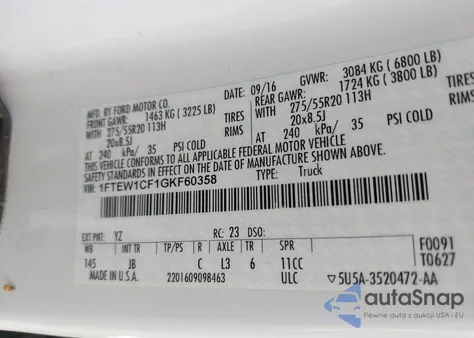 MFD. BY FORD MOTOR CO.
09/16 GVWR: 3084 KG ( 6800 LB)
FRONT GAWR: 1463 KG ( 3225 LB) REAR GAWR: 1724 KG ( 3800 LB)
WITH 275/55R20 113H TIRES WITH 275/55R20 113H TIRES
20x8.5J RIMS 20x8.5J RIMS
AT 240 kPa/ 35 PSI COLD AT 240 kPa/ 35 PSI COLD
THIS VEHICLE CONFORMS TO ALL APPLICABLE FEDERAL MOTOR VEHICLE
SAFETY STANDARDS IN EFFECT ON THE DATE OF MANUFACTURE SHOWN ABOVE.
VIN: 1FTEW1CF1GKF60358 TYPE: Truck
EXT PNT: YZ RC: 23 DSO: F0091
WB BRK INT TR TP/PS R AXLE TR SPR T0627
145 JB C L3 6 11CC
MADE IN U.S.A. 2201609098463 ULC ▽5U5A-3520472-AA
autoSnap
Pewne auto z USA i EU